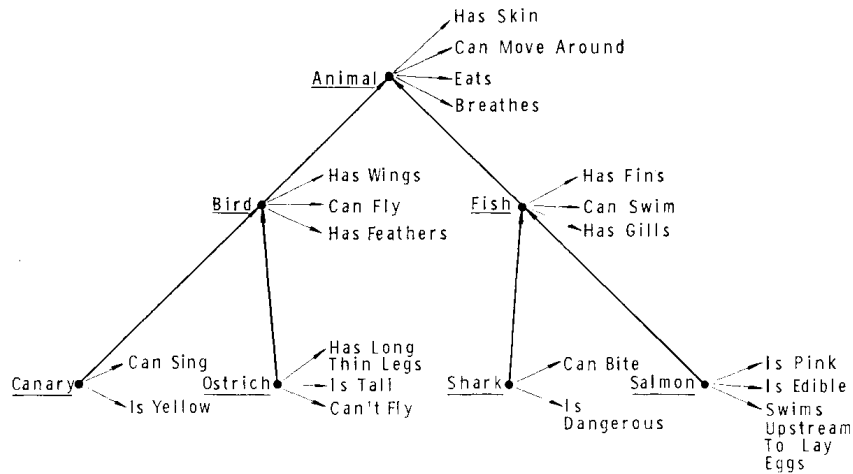 Has Skin
Can Move Around
Animal
Eats
Breathes
Has Wings
Bird
Can Fly
Has Feathers
Has Fins
Fish
Can Swim
Has Gills
Can Sing
Canary
Is Yellow
Has Long
Thin Legs
Ostrich
Is Tall
Can't Fly
Can Bite
Shark
Is
Dangerous
Is Pink
Salmon
Is Edible
Swims
Upstream
To Lay
Eggs